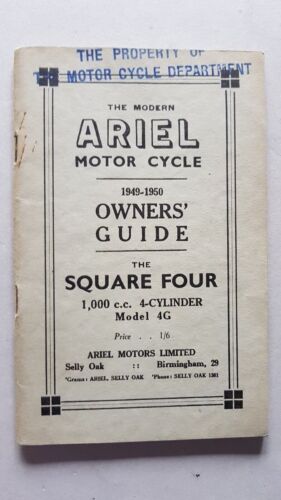 THE PROPERTY OF
THE MOTOR CYCLE DEPARTMENT
THE MODERN
ARIEL
MOTOR CYCLE
1949-1950
OWNERS'
GUIDE
THE
SQUARE FOUR
1,000 c.c. 4-CYLINDER
Model 4G
Price . . 1/6
ARIEL MOTORS LIMITED
Selly Oak :: Birmingham, 29
'Grams: ARIEL, SELLY OAK 'Phone: SELLY OAK 1381